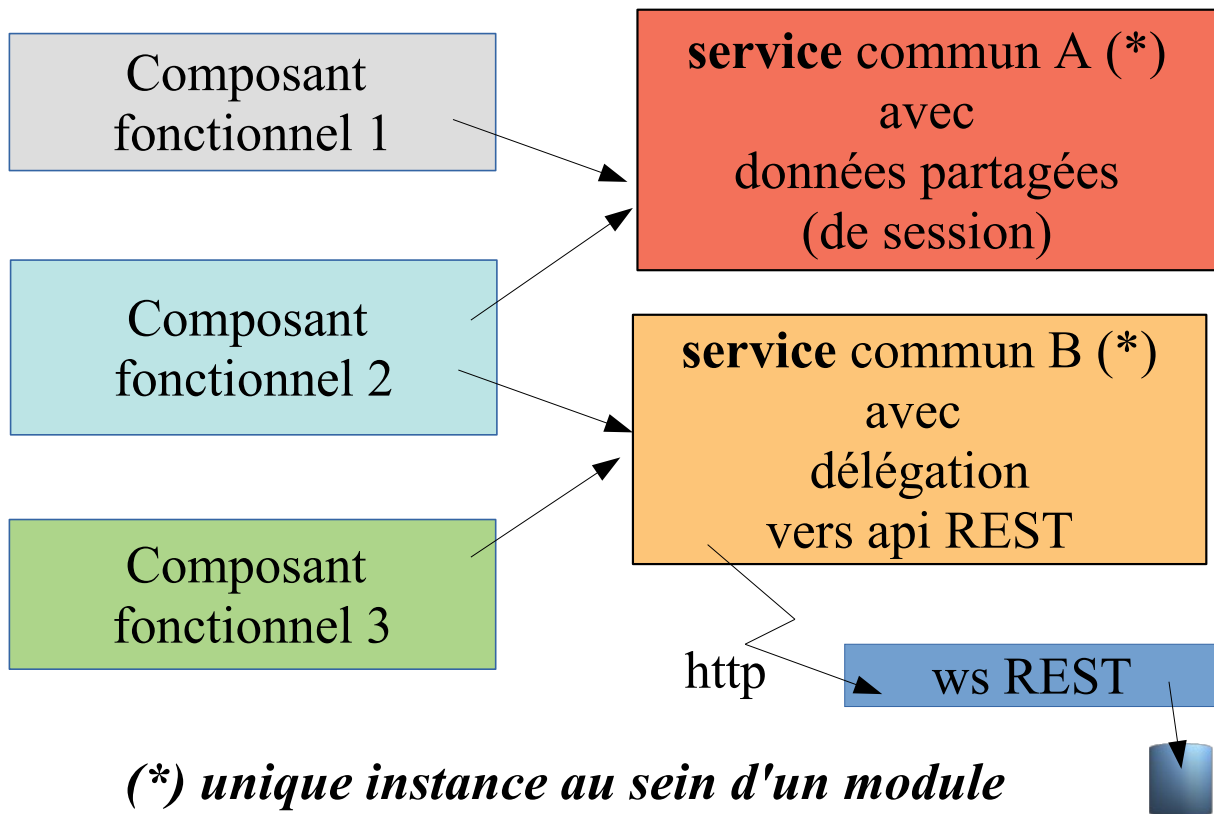 Composant
fonctionnel 1
service commun A (*)
avec
données partagées
(de session)
Composant
fonctionnel 2
service commun B (*)
avec
délégation
vers api REST
Composant
fonctionnel 3
http
ws REST
(*) unique instance au sein d'un module